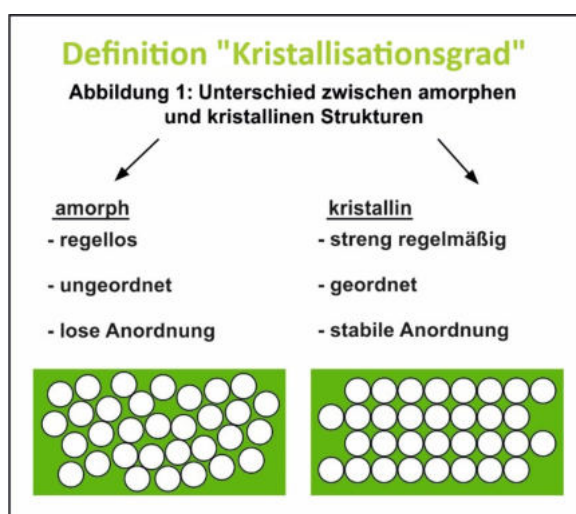 Definition "Kristallisationsgrad"
Abbildung 1: Unterschied zwischen amorphen
und kristallinen Strukturen
amorph
- regellos
- ungeordnet
- lose Anordnung
kristallin
- streng regelmäßig
- geordnet
- stabile Anordnung